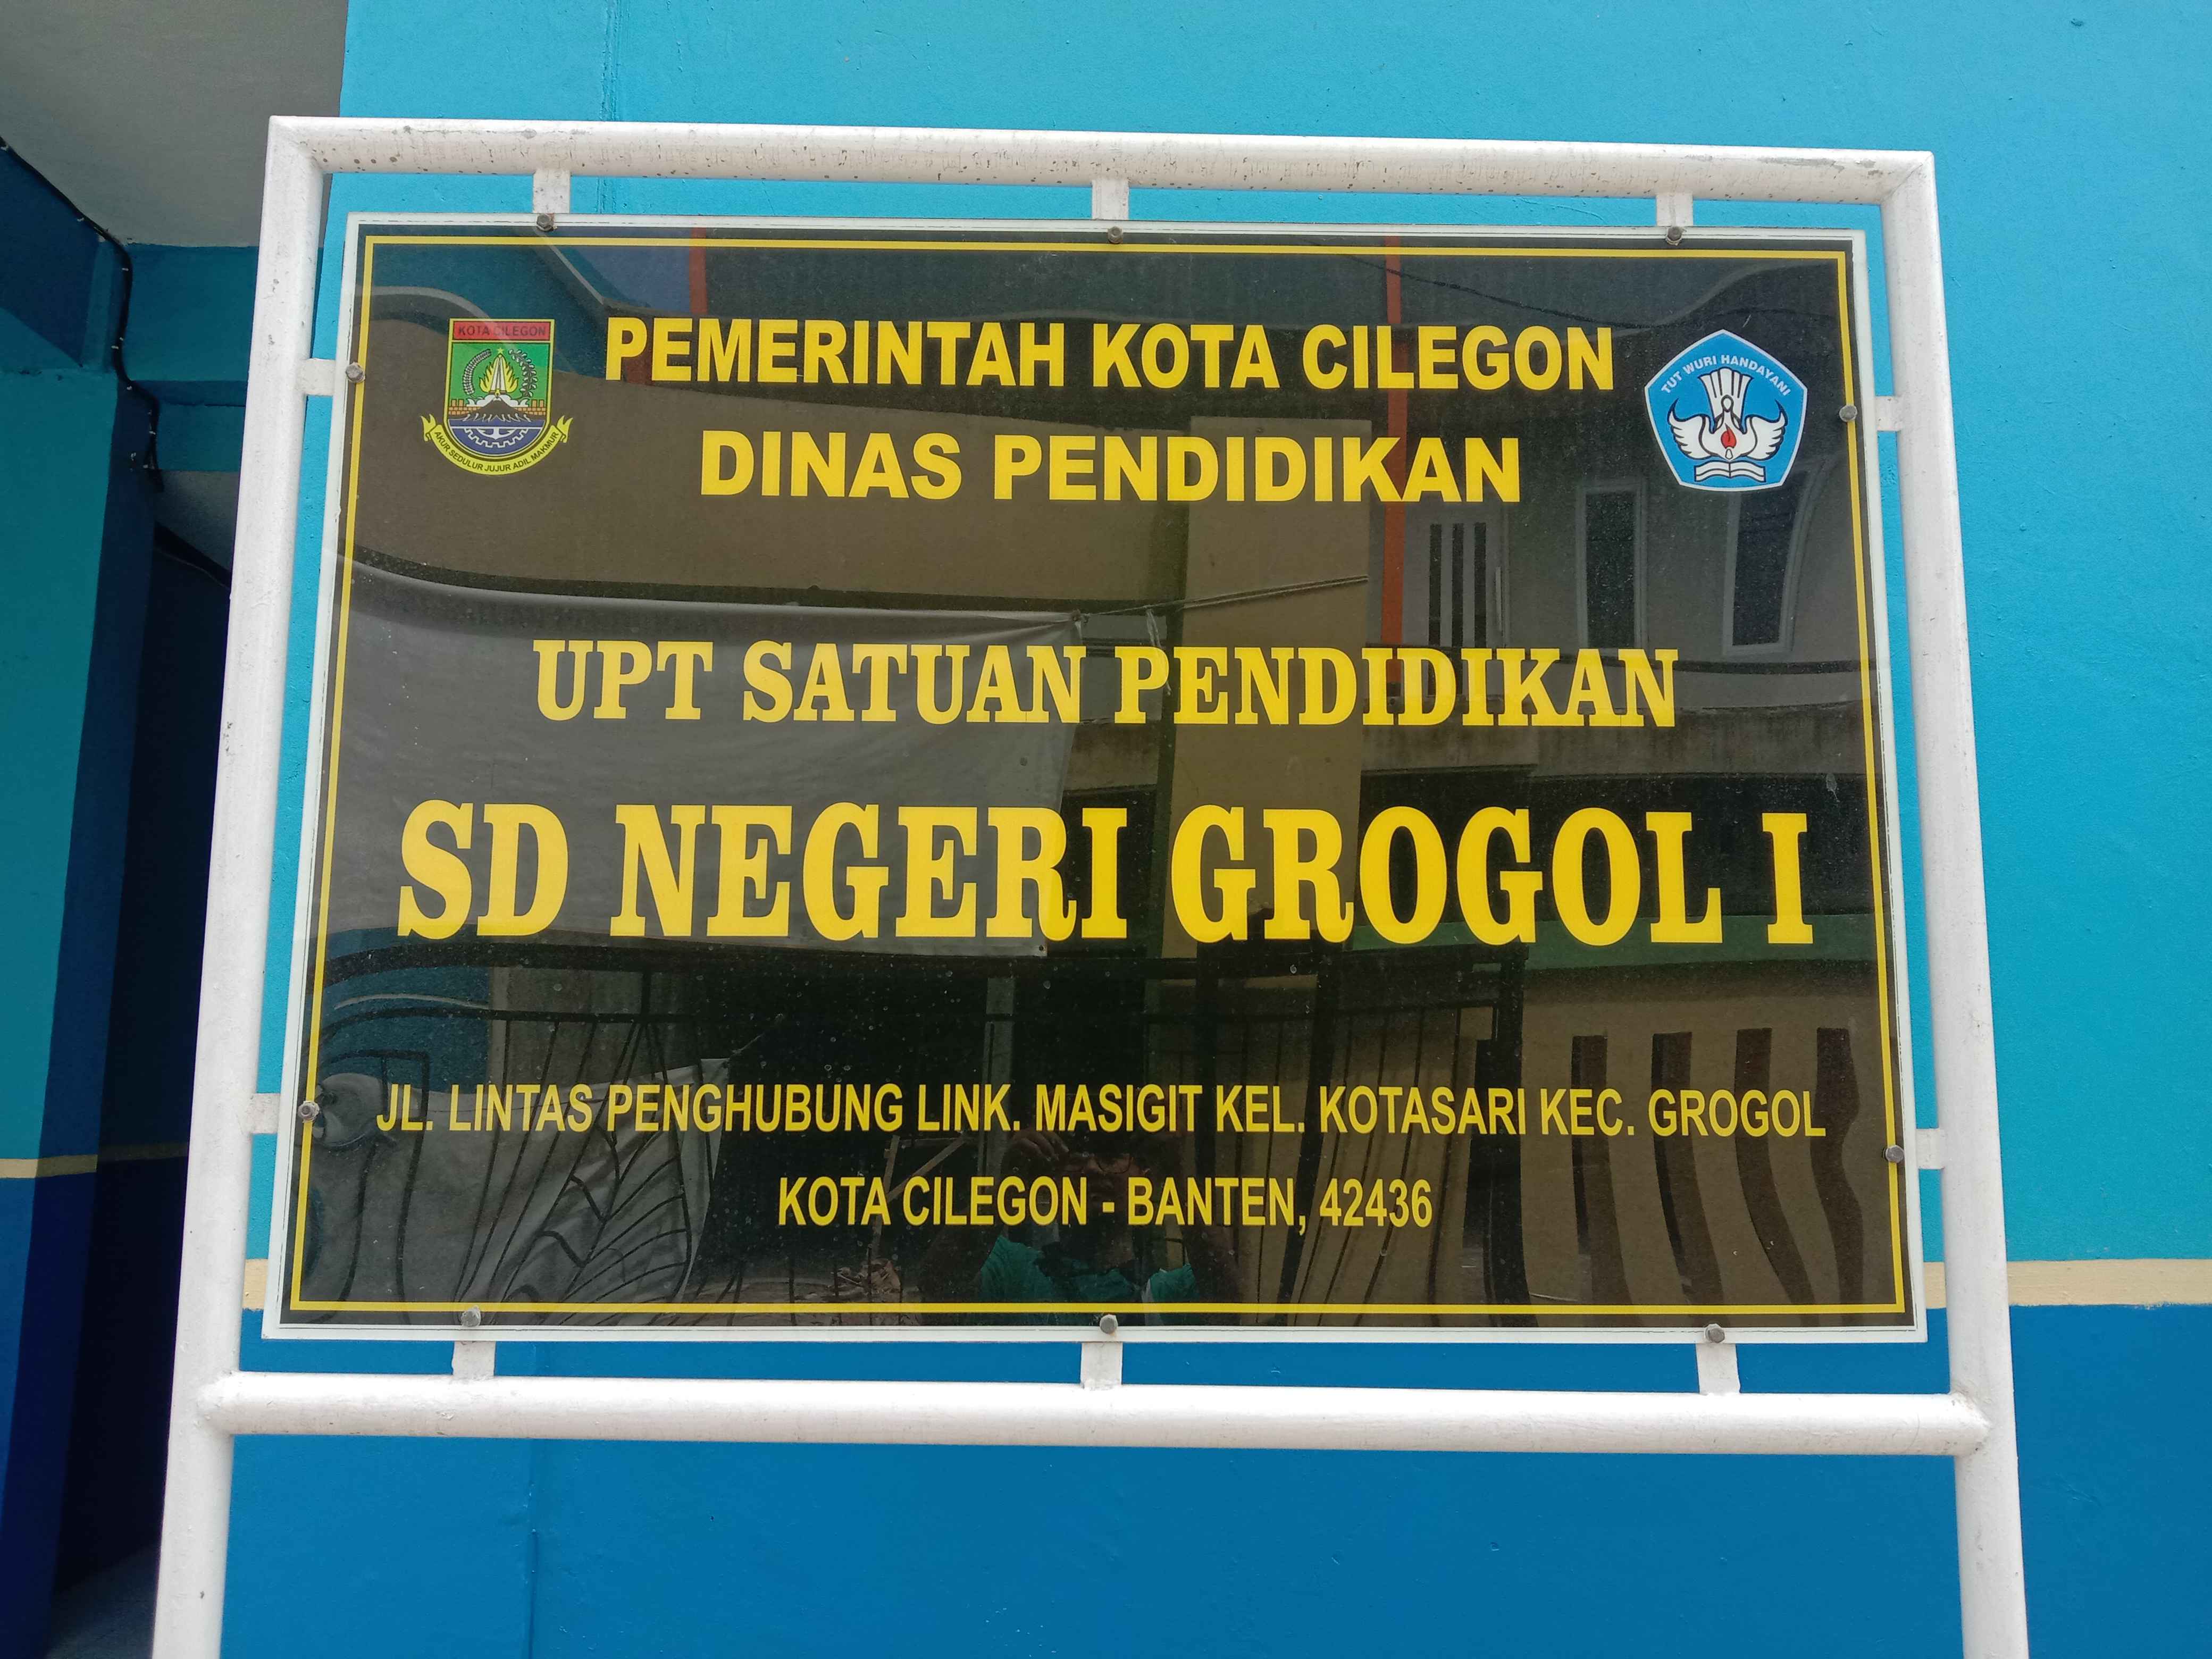 KOTA CILEGON
AKUR SEDULUR JUJUR ADIL MAKMUR
PEMERINTAH KOTA CILEGON
DINAS PENDIDIKAN
TUT WURI HANDAYANI
UPT SATUAN PENDIDIKAN
SD NEGERI GROGOL I
JL. LINTAS PENGHUBUNG LINK. MASIGIT KEL. KOTASARI KEC. GROGOL
KOTA CILEGON - BANTEN, 42436